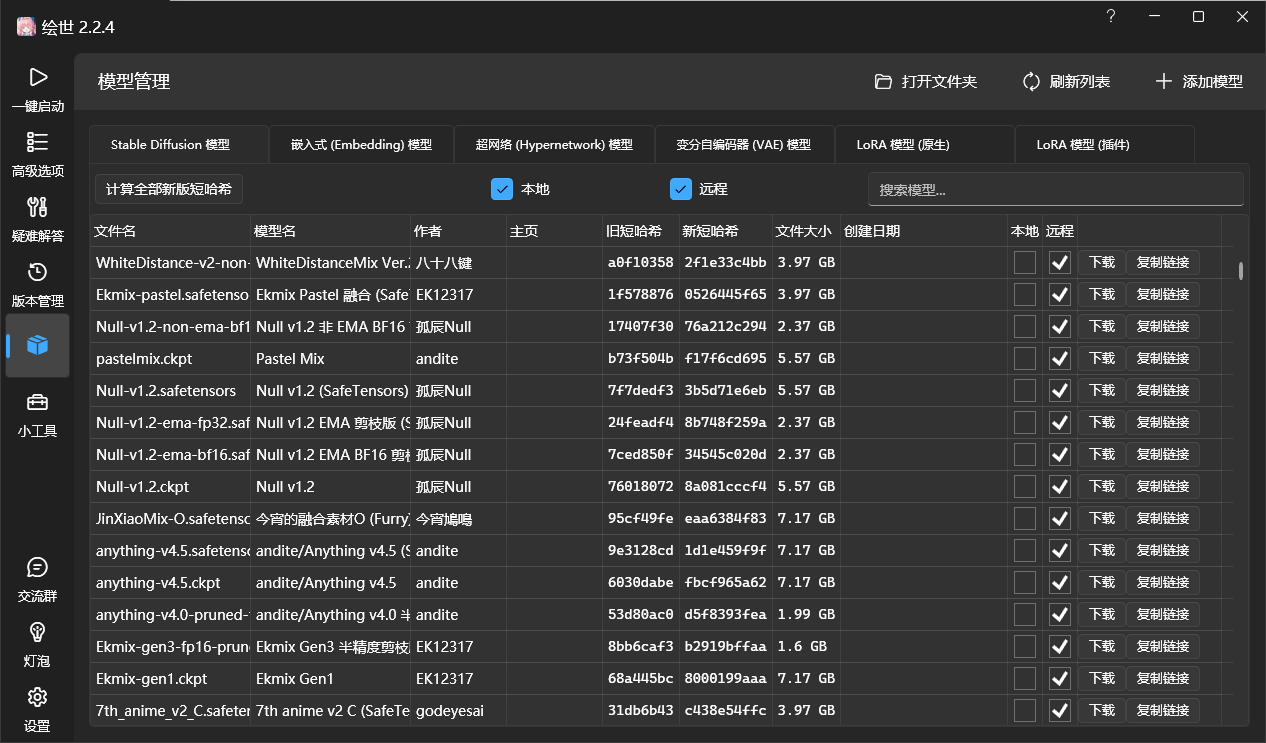 绘世 2.2.4
?
一键启动
高级选项
疑难解答
版本管理
小工具
交流群
灯泡
设置
模型管理
打开文件夹 刷新列表 添加模型
Stable Diffusion 模型 嵌入式 (Embedding) 模型 超网络 (Hypernetwork) 模型 变分自编码器 (VAE) 模型 LoRA 模型 (原生) LoRA 模型 (插件)
计算全部新版短哈希 本地 远程 搜索模型...
文件名 模型名 作者 主页 旧短哈希 新短哈希 文件大小 创建日期 本地 远程
WhiteDistance-v2-non- WhiteDistanceMix Ver. 八十八键 a0f10358 2f1e33c4bb 3.97 GB 下载 复制链接
Ekmix-pastel.safetenso Ekmix Pastel 融合 (Safe EK12317 1f578876 0526445f65 3.97 GB 下载 复制链接
Null-v1.2-non-ema-bf1 Null v1.2 非 EMA BF16 孤辰Null 17407f30 76a212c294 2.37 GB 下载 复制链接
pastelmix.ckpt Pastel Mix andite b73f504b f17f6cd695 5.57 GB 下载 复制链接
Null-v1.2.safetensors Null v1.2 (SafeTensors) 孤辰Null 7f7dedf3 3b5d71e6eb 5.57 GB 下载 复制链接
Null-v1.2-ema-fp32.saf Null v1.2 EMA 剪枝版 (S 孤辰Null 24feadf4 8b748f259a 2.37 GB 下载 复制链接
Null-v1.2-ema-bf16.saf Null v1.2 EMA BF16 剪枝 孤辰Null 7ced850f 34545c020d 2.37 GB 下载 复制链接
Null-v1.2.ckpt Null v1.2 孤辰Null 76018072 8a081cccf4 5.57 GB 下载 复制链接
JinXiaoMix-O.safetensc 今宵的融合素材O (Furry) 今宵鳩鳴 95cf49fe eaa6384f83 7.17 GB 下载 复制链接
anything-v4.5.safetensc andite/Anything v4.5 (S andite 9e3128cd 1d1e459f9f 7.17 GB 下载 复制链接
anything-v4.5.ckpt andite/Anything v4.5 andite 6030dabe fbcf965a62 7.17 GB 下载 复制链接
anything-v4.0-pruned- andite/Anything v4.0 半 andite 53d80ac0 d5f8393fea 1.99 GB 下载 复制链接
Ekmix-gen3-fp16-prun Ekmix Gen3 半精度剪枝 EK12317 8bb6caf3 b2919bffaa 1.6 GB 下载 复制链接
Ekmix-gen1.ckpt Ekmix Gen1 EK12317 68a445bc 8000199aaa 7.17 GB 下载 复制链接
7th_anime_v2_C.safeten 7th anime v2 C (SafeTe godeyesai 31db6b43 c438e54ffc 3.97 GB 下载 复制链接